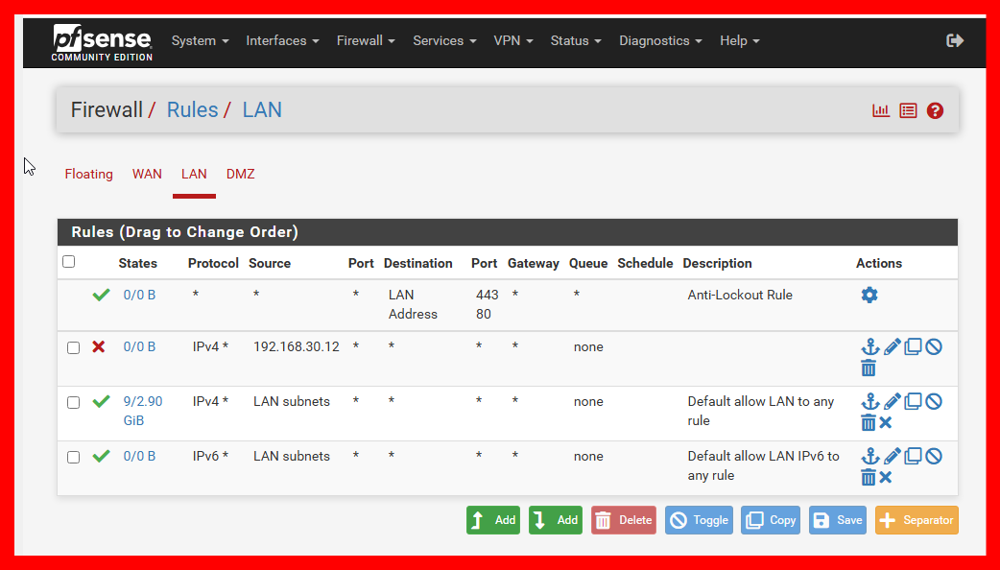 pfsense
COMMUNITY EDITION
System Interfaces Firewall Services VPN Status Diagnostics Help
Firewall / Rules / LAN
Floating WAN LAN DMZ
Rules (Drag to Change Order)
States Protocol Source Port Destination Port Gateway Queue Schedule Description Actions
0/0 B * * * LAN 443 * * Anti-Lockout Rule
Address 80
0/0 B IPv4 * 192.168.30.12 * * * * none
9/2.90 IPv4 * LAN subnets * * * * none Default allow LAN to any
GiB rule
0/0 B IPv6 * LAN subnets * * * * none Default allow LAN IPv6 to
any rule
Add Add Delete Toggle Copy Save Separator